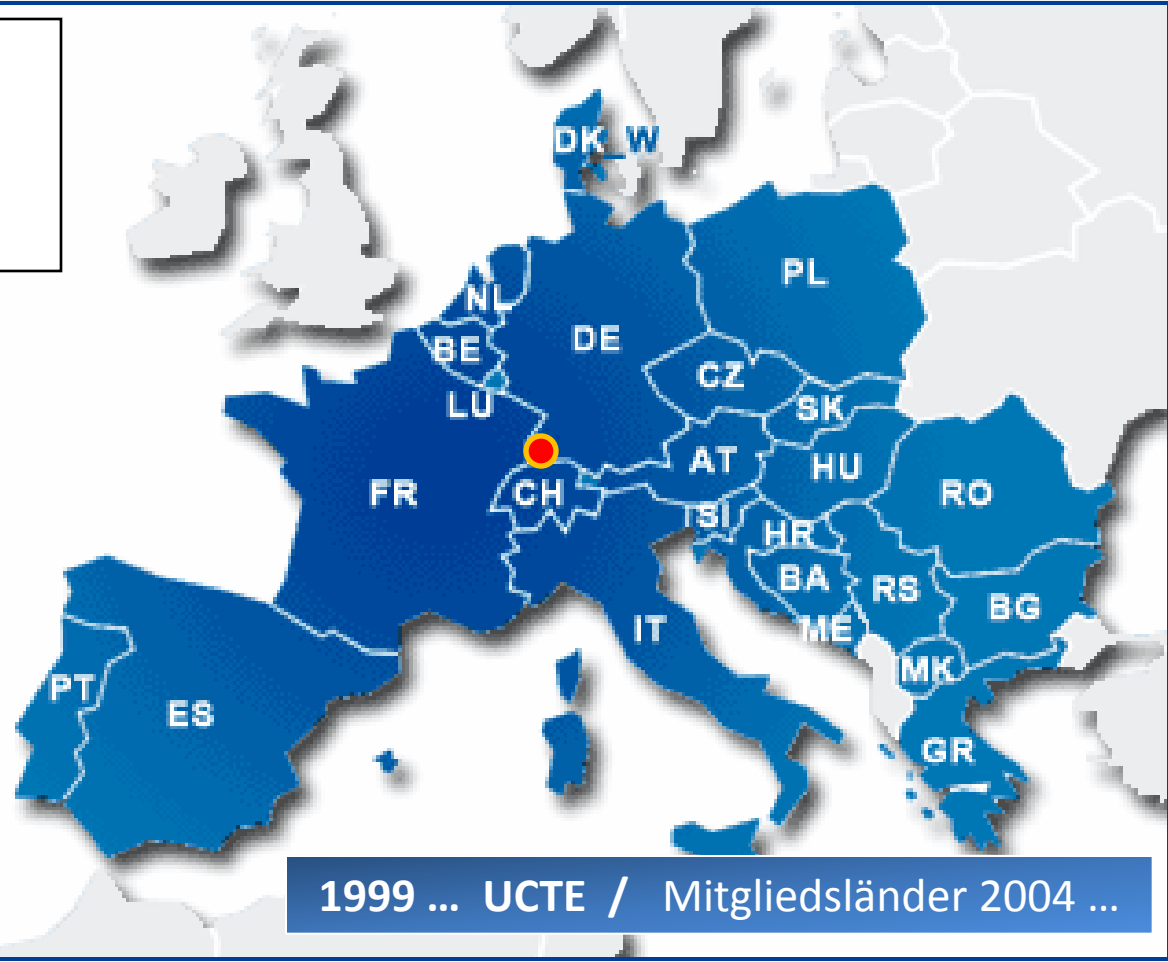 DK_W
PL
NL
DE
BE
CZ
LU
SK
AT
HU
FR
CH
RO
SI
HR
BA
RS
BG
IT
ME
MK
PT
ES
GR
1999 ... UCTE / Mitgliedsländer 2004 ...